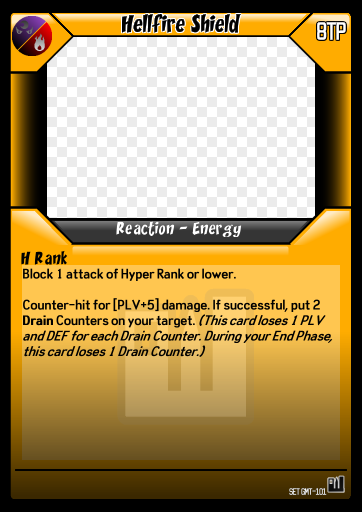 Hellfire Shield
8TP
Reaction - Energy
H Rank
Block 1 attack of Hyper Rank or lower.
Counter-hit for [PLV+5] damage. If successful, put 2
Drain Counters on your target. (This card loses 1 PLV
and DEF for each Drain Counter. During your End Phase,
this card loses 1 Drain Counter.)
SET GMT-101